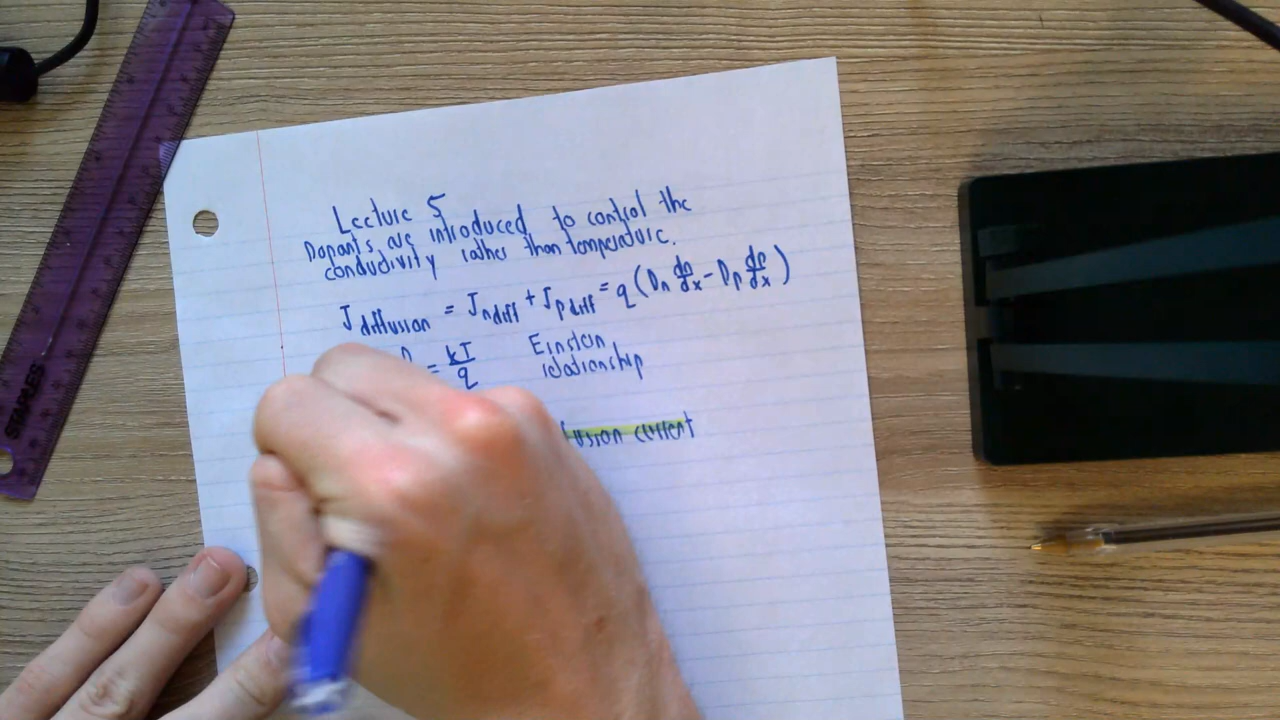 Lecture 5
Dopants are introduced to control the
conductivity rather than temperature.
J diffusion = J n diff + J p diff = q (Dn dn/dx - Dp dp/dx)
= kT/q Einstein
relationship
fusion current
STAPLES